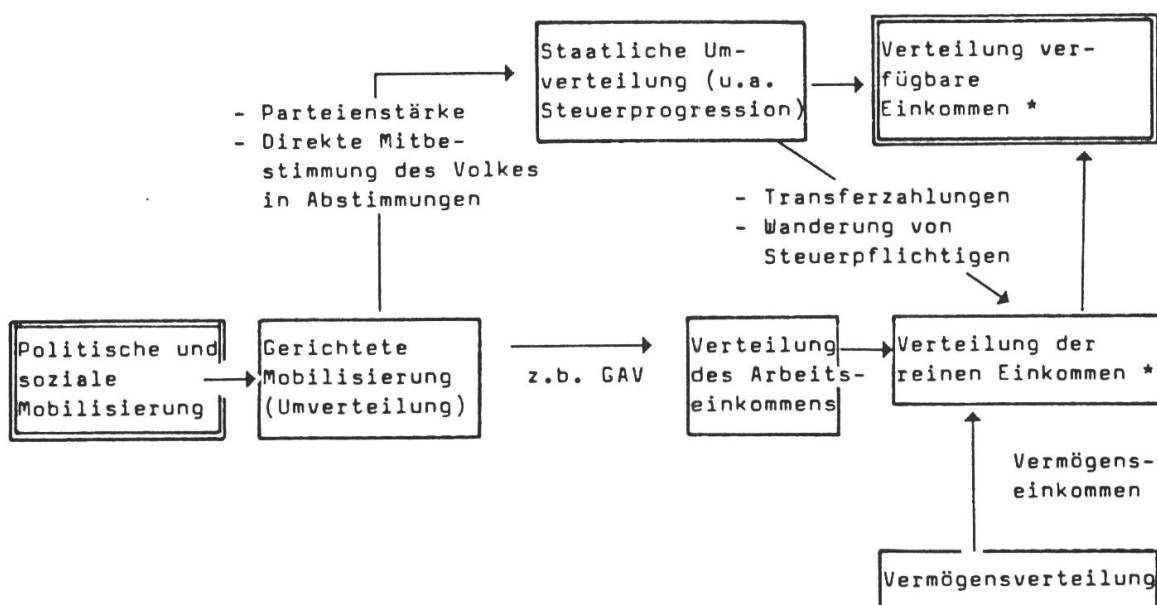 Staatliche Um-
verteilung (u.a.
Steuerprogression)
Verteilung ver-
fügbare
Einkommen *
- Parteienstärke
- Direkte Mitbe-
stimmung des Volkes
in Abstimmungen
- Transferzahlungen
- Wanderung von
Steuerpflichtigen
Politische und
soziale
Mobilisierung
Gerichtete
Mobilisierung
(Umverteilung)
z.b. GAV
Verteilung
des Arbeits-
einkommens
Verteilung der
reinen Einkommen *
Vermögens-
einkommen
Vermögensverteilung